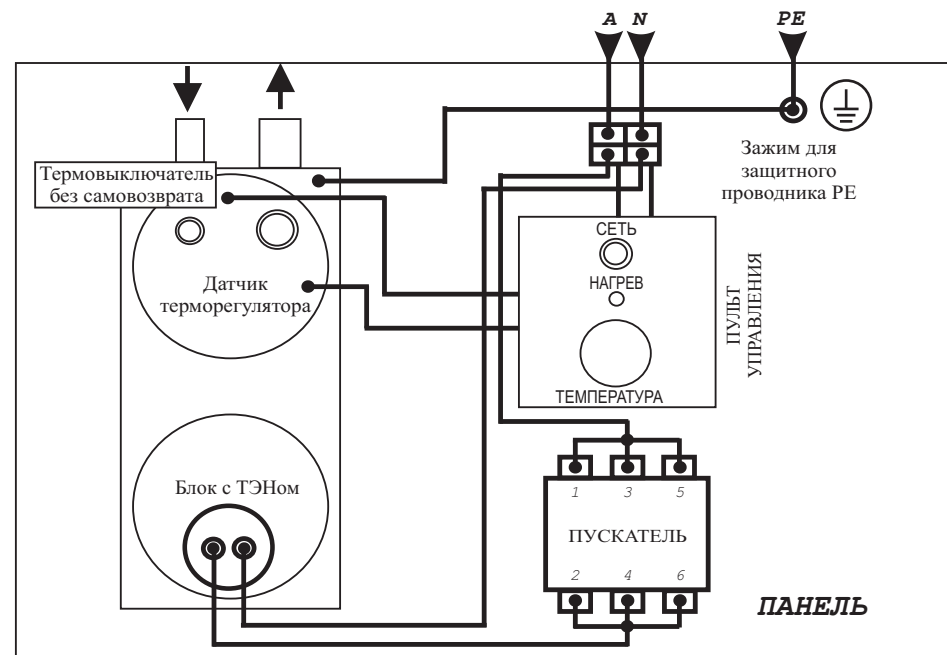 A N PE
Зажим для
защитного
проводника PE
Термовыключатель
без самовозврата
Датчик
терморегулятора
СЕТЬ
НАГРЕВ
ТЕМПЕРАТУРА
ПУЛЬТ
УПРАВЛЕНИЯ
Блок с ТЭНом
1 3 5
ПУСКАТЕЛЬ
2 4 6
ПАНЕЛЬ